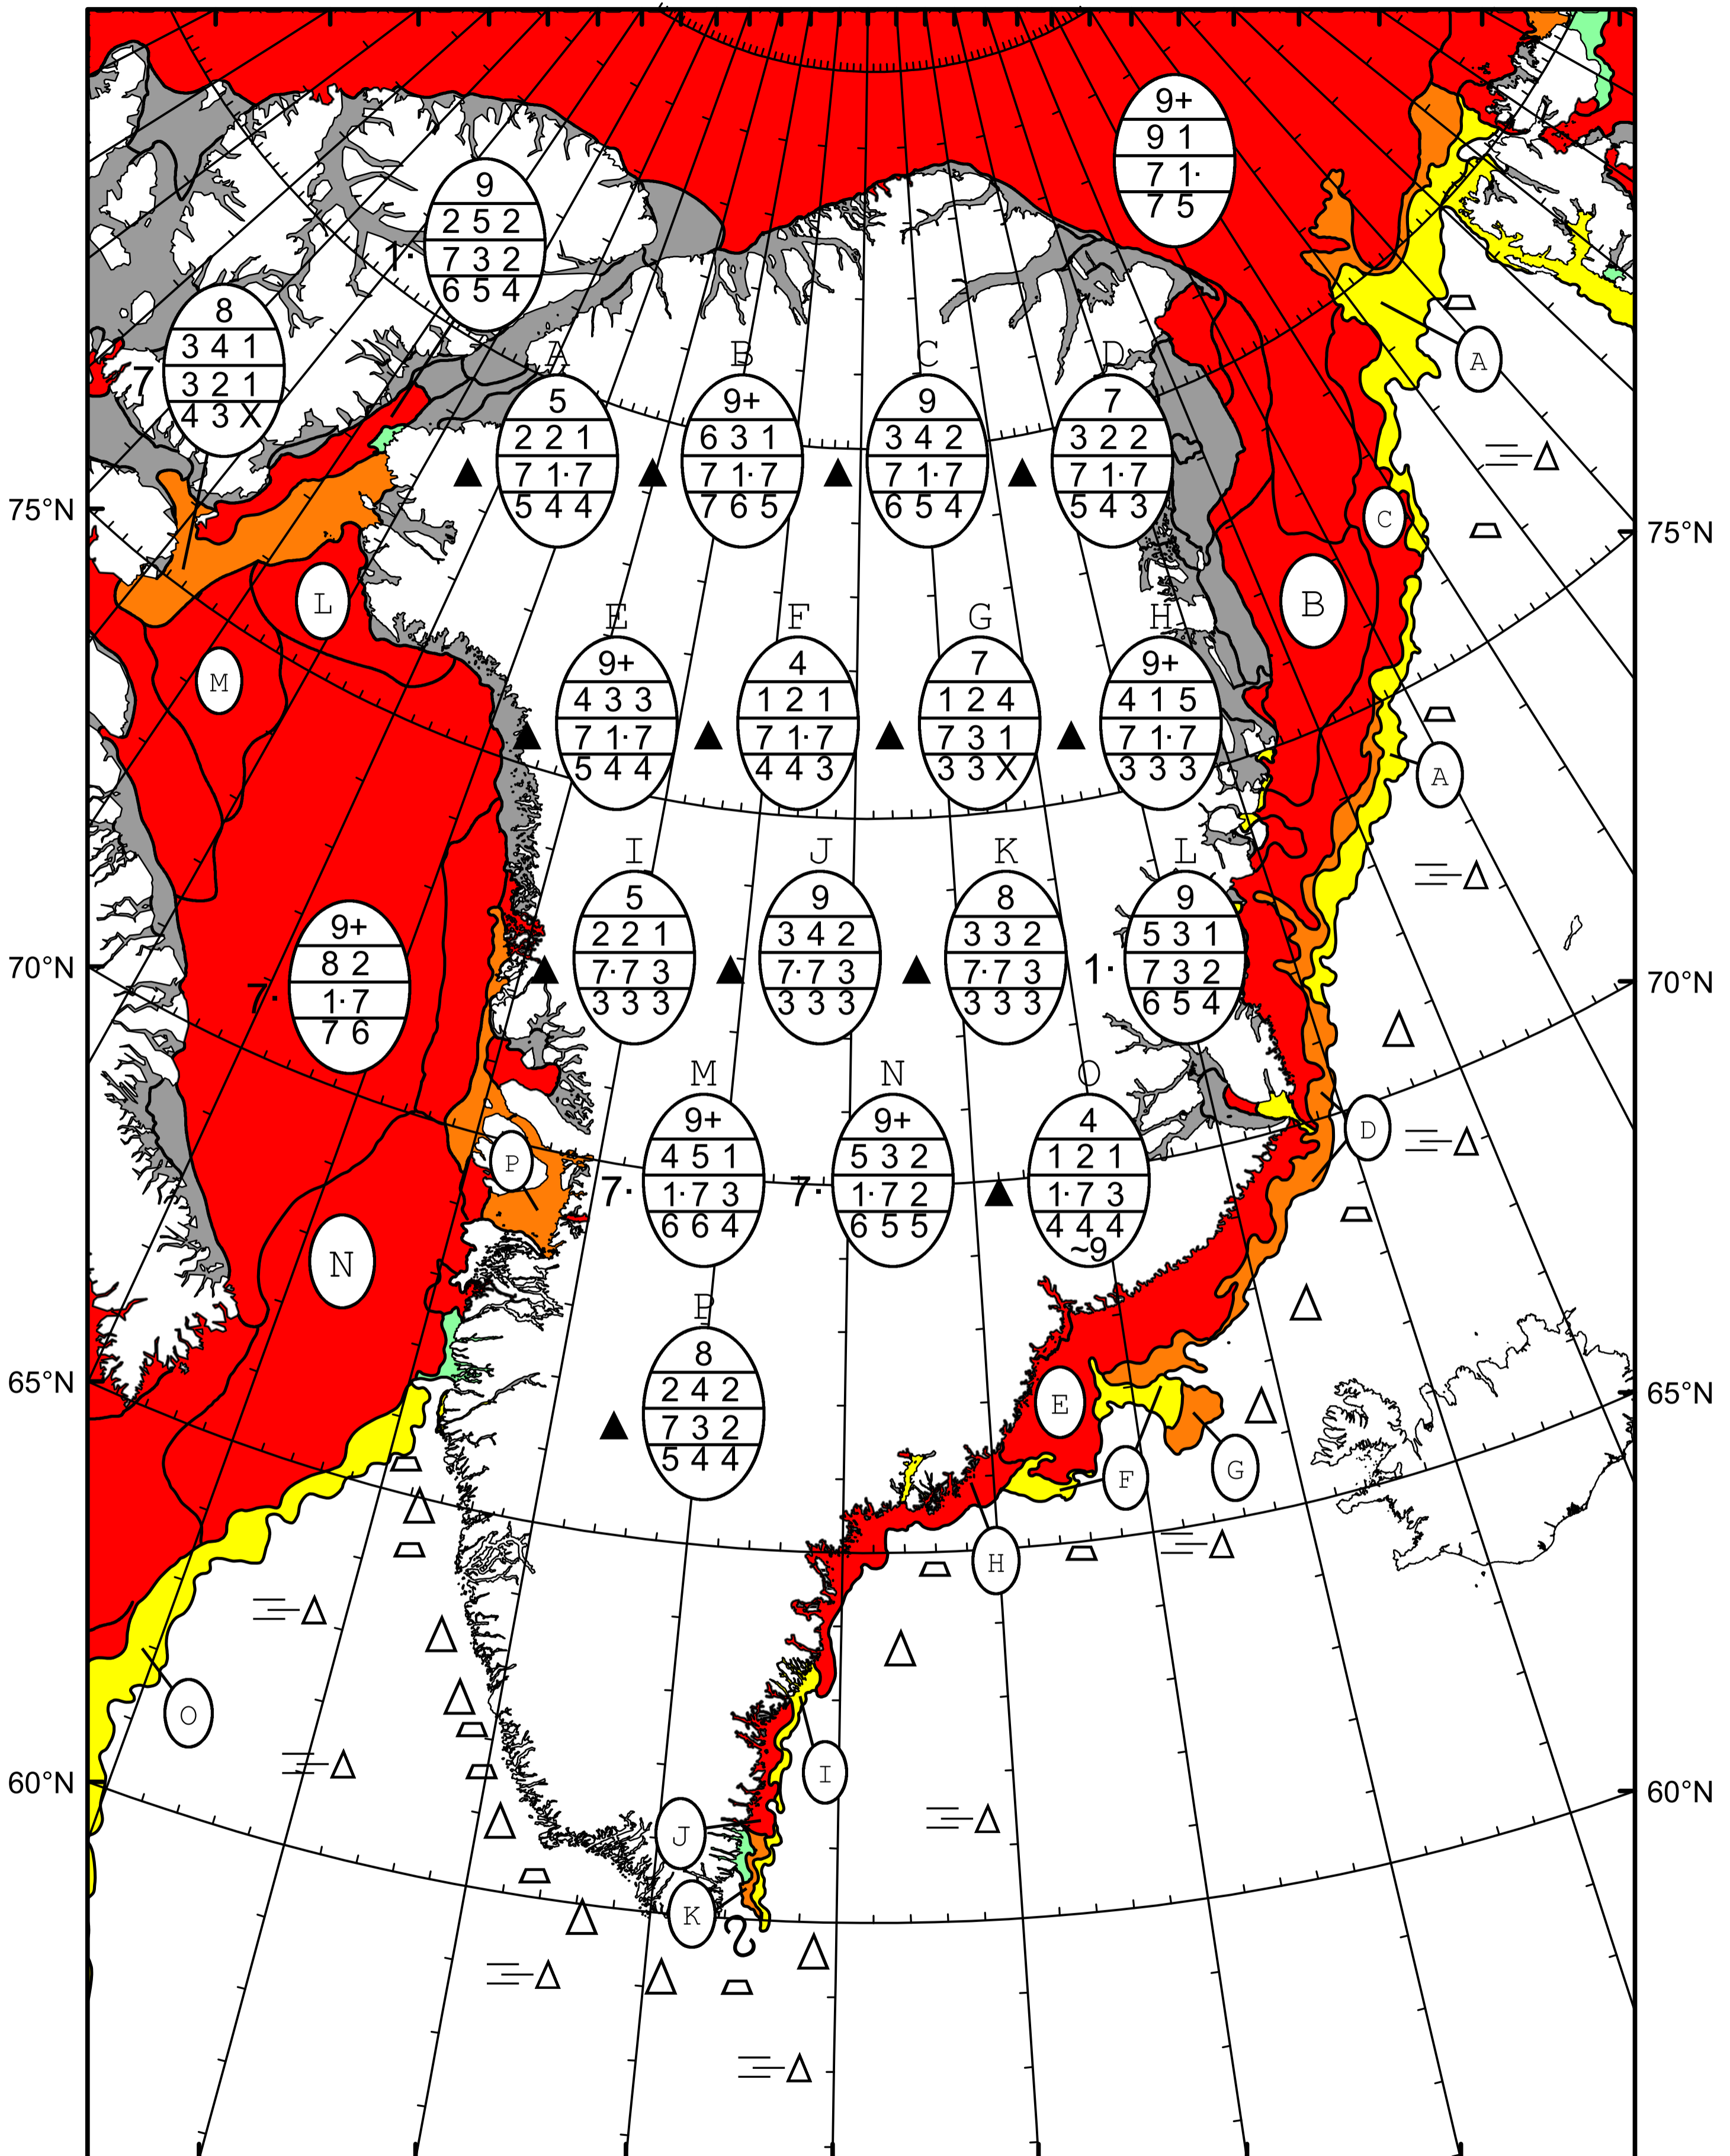 9+
9 1
7 1·
7 5
9
2 5 2
1· 7 3 2
6 5 4
8
3 4 1
7 3 2 1
4 3 X
A B C D
5 9+ 9 7
2 2 1 6 3 1 3 4 2 3 2 2
▲ 7 1·7 ▲ 7 1·7 ▲ 7 1·7 ▲ 7 1·7
5 4 4 7 6 5 6 5 4 5 4 3
A
75°N C 75°N
L B
E F G H
9+ 4 7 9+
M 4 3 3 1 2 1 1 2 4 4 1 5
▲ 7 1·7 ▲ 7 1·7 ▲ 7 3 1 ▲ 7 1·7
5 4 4 4 4 3 3 3 X 3 3 3
A
I J K L
5 9 8 9
9+ 2 2 1 3 4 2 3 3 2 5 3 1
8 2 ▲ 7·7 3 ▲ 7·7 3 ▲ 7·7 3 1· 7 3 2
70°N 7· 1·7 3 3 3 3 3 3 3 3 3 6 5 4 70°N
7 6
M N O
9+ 9+ 4 D
P 4 5 1 5 3 2 1 2 1
7· 1·7 3 7· 1·7 2 ▲ 1·7 3
6 6 4 6 5 5 4 4 4
~9
N
P
8
65°N 2 4 2 E 65°N
▲ 7 3 2
5 4 4 F G
H
O
I
60°N 60°N
J
K